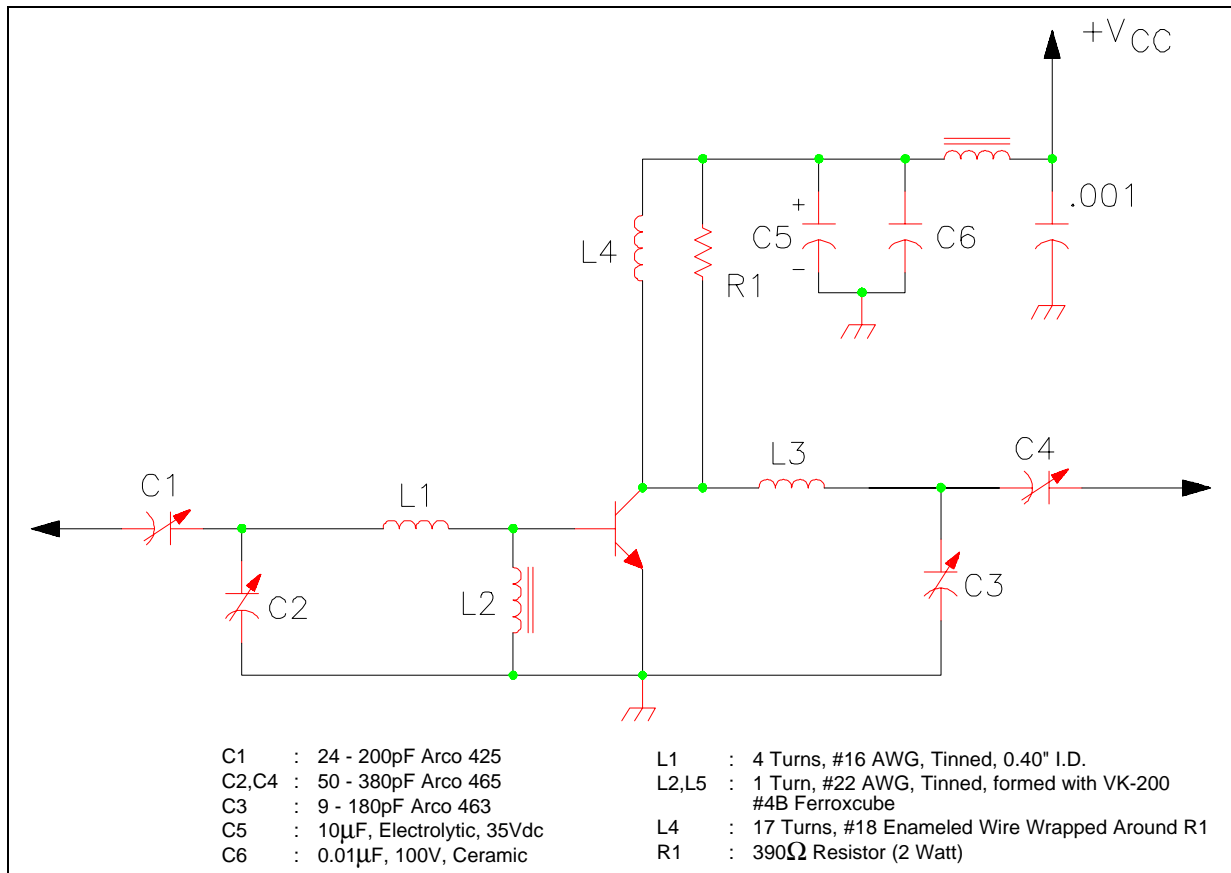 +VCC
.001
L4
R1
+
C5
−
C6
L3
C4
C1
L1
C2
L2
C3
C1 : 24 - 200pF Arco 425
C2,C4 : 50 - 380pF Arco 465
C3 : 9 - 180pF Arco 463
C5 : 10μF, Electrolytic, 35Vdc
C6 : 0.01μF, 100V, Ceramic
L1 : 4 Turns, #16 AWG, Tinned, 0.40" I.D.
L2,L5 : 1 Turn, #22 AWG, Tinned, formed with VK-200
#4B Ferroxcube
L4 : 17 Turns, #18 Enameled Wire Wrapped Around R1
R1 : 390Ω Resistor (2 Watt)